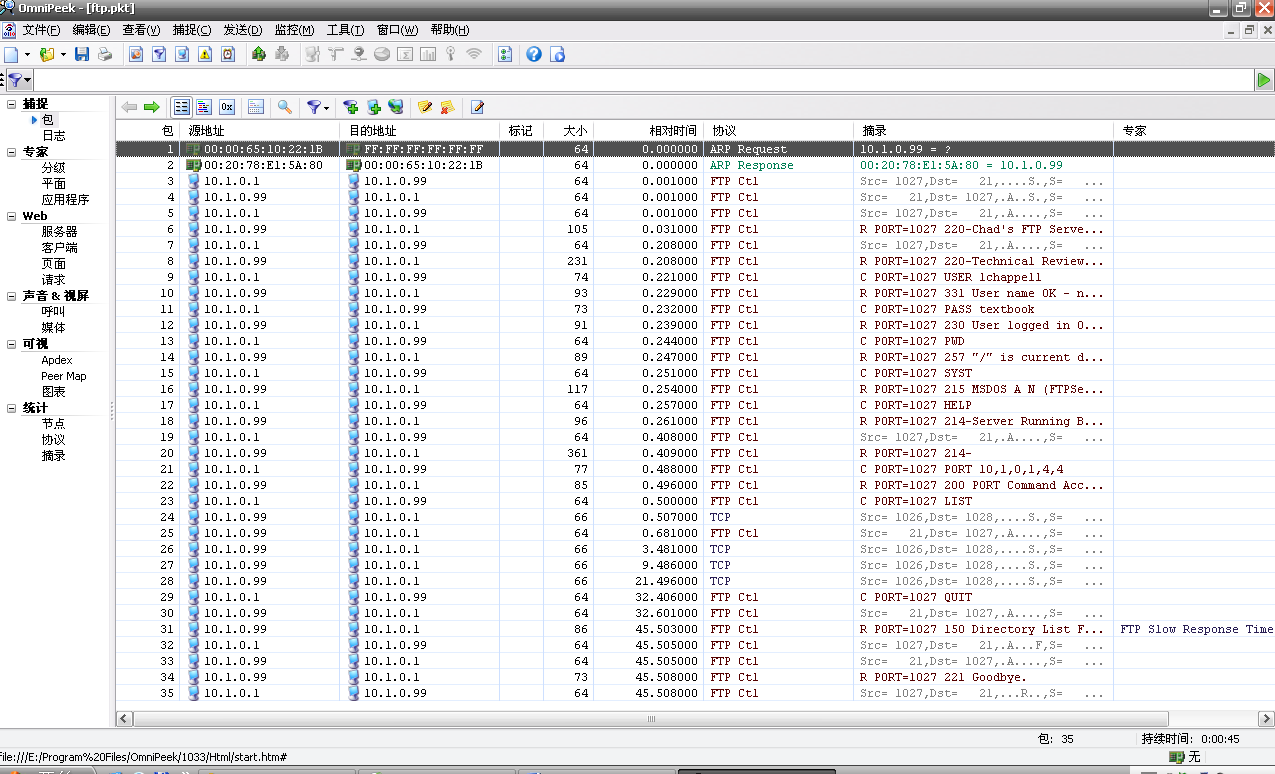 OmniPeek - [ftp.pkt]
文件(F) 编辑(E) 查看(V) 捕捉(C) 发送(D) 监控(M) 工具(T) 窗口(W) 帮助(H)
捕捉
包
日志
专家
分级
平面
应用程序
Web
服务器
客户端
页面
请求
声音 & 视屏
呼叫
媒体
可视
Apdex
Peer Map
图表
统计
节点
协议
摘录
包 源地址 目的地址 标记 大小 相对时间 协议 摘录 专家
1 00:00:65:10:22:1B FF:FF:FF:FF:FF:FF 64 0.000000 ARP Request 10.1.0.99 = ?
2 00:20:78:E1:5A:80 00:00:65:10:22:1B 64 0.000000 ARP Response 00:20:78:E1:5A:80 = 10.1.0.99
3 10.1.0.1 10.1.0.99 64 0.001000 FTP Ctl Src= 1027,Dst= 21,....S.,S= ...
4 10.1.0.99 10.1.0.1 64 0.001000 FTP Ctl Src= 21,Dst= 1027,.A..S.,S= ...
5 10.1.0.1 10.1.0.99 64 0.001000 FTP Ctl Src= 1027,Dst= 21,.A....,S= ...
6 10.1.0.99 10.1.0.1 105 0.031000 FTP Ctl R PORT=1027 220-Chad's FTP Serve...
7 10.1.0.1 10.1.0.99 64 0.208000 FTP Ctl Src= 1027,Dst= 21,.A....,S= ...
8 10.1.0.99 10.1.0.1 231 0.208000 FTP Ctl R PORT=1027 220-Technical Review...
9 10.1.0.1 10.1.0.99 74 0.221000 FTP Ctl C PORT=1027 USER lchappell
10 10.1.0.99 10.1.0.1 93 0.229000 FTP Ctl R PORT=1027 331 User name OK - n...
11 10.1.0.1 10.1.0.99 73 0.232000 FTP Ctl C PORT=1027 PASS textbook
12 10.1.0.99 10.1.0.1 91 0.239000 FTP Ctl R PORT=1027 230 User logged in O...
13 10.1.0.1 10.1.0.99 64 0.244000 FTP Ctl C PORT=1027 PWD
14 10.1.0.99 10.1.0.1 89 0.247000 FTP Ctl R PORT=1027 257 "/" is current d...
15 10.1.0.1 10.1.0.99 64 0.251000 FTP Ctl C PORT=1027 SYST
16 10.1.0.99 10.1.0.1 117 0.254000 FTP Ctl R PORT=1027 215 MSDOS A N (FTPSe...
17 10.1.0.1 10.1.0.99 64 0.257000 FTP Ctl C PORT=1027 HELP
18 10.1.0.99 10.1.0.1 96 0.261000 FTP Ctl R PORT=1027 214-Server Running B...
19 10.1.0.1 10.1.0.99 64 0.408000 FTP Ctl Src= 1027,Dst= 21,.A....,S= ...
20 10.1.0.99 10.1.0.1 361 0.409000 FTP Ctl R PORT=1027 214-
21 10.1.0.1 10.1.0.99 77 0.488000 FTP Ctl C PORT=1027 PORT 10,1,0,1,4,4
22 10.1.0.99 10.1.0.1 85 0.496000 FTP Ctl R PORT=1027 200 PORT Command Acc...
23 10.1.0.1 10.1.0.99 64 0.500000 FTP Ctl C PORT=1027 LIST
24 10.1.0.99 10.1.0.1 66 0.507000 TCP Src= 1026,Dst= 1028,....S.,S= ...
25 10.1.0.99 10.1.0.1 64 0.681000 FTP Ctl Src= 21,Dst= 1027,.A....,S= ...
26 10.1.0.99 10.1.0.1 66 3.481000 TCP Src= 1026,Dst= 1028,....S.,S= ...
27 10.1.0.99 10.1.0.1 66 9.486000 TCP Src= 1026,Dst= 1028,....S.,S= ...
28 10.1.0.99 10.1.0.1 66 21.496000 TCP Src= 1026,Dst= 1028,....S.,S= ...
29 10.1.0.1 10.1.0.99 64 32.406000 FTP Ctl C PORT=1027 QUIT
30 10.1.0.99 10.1.0.1 64 32.601000 FTP Ctl Src= 21,Dst= 1027,.A....,S= ...
31 10.1.0.99 10.1.0.1 86 45.503000 FTP Ctl R PORT=1027 150 Directory List F... FTP Slow Response Time
32 10.1.0.1 10.1.0.99 64 45.505000 FTP Ctl Src= 1027,Dst= 21,.A...F,S= ...
33 10.1.0.99 10.1.0.1 64 45.505000 FTP Ctl Src= 21,Dst= 1027,.A....,S= ...
34 10.1.0.99 10.1.0.1 73 45.508000 FTP Ctl R PORT=1027 221 Goodbye.
35 10.1.0.1 10.1.0.99 64 45.508000 FTP Ctl Src= 1027,Dst= 21,...R..,S= ...
包: 35 持续时间: 0:00:45
file:///E:/Program%20Files/OmniPeek/1033/Html/start.htm# 无